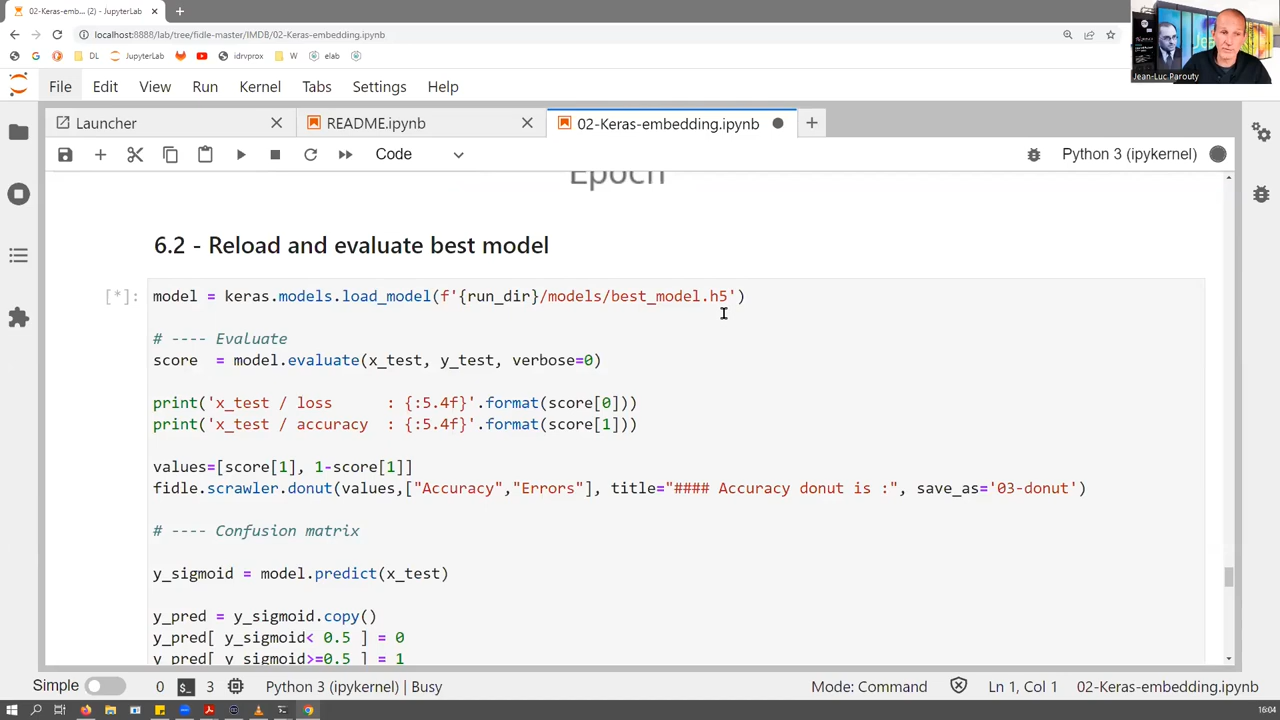 02-Keras-emb... (2) - JupyterLab
localhost:8888/lab/tree/fidle-master/IMDB/02-Keras-embedding.ipynb
DL JupyterLab idrvprox W elab
Jean-Luc Parouty
File Edit View Run Kernel Tabs Settings Help
Launcher README.ipynb 02-Keras-embedding.ipynb
Code Python 3 (ipykernel)
Epoch
6.2 - Reload and evaluate best model
[*]: model = keras.models.load_model(f'{run_dir}/models/best_model.h5')
# ---- Evaluate
score  = model.evaluate(x_test, y_test, verbose=0)
print('x_test / loss      : {:5.4f}'.format(score[0]))
print('x_test / accuracy  : {:5.4f}'.format(score[1]))
values=[score[1], 1-score[1]]
fidle.scrawler.donut(values,["Accuracy","Errors"], title="#### Accuracy donut is :", save_as='03-donut')
# ---- Confusion matrix
y_sigmoid = model.predict(x_test)
y_pred = y_sigmoid.copy()
y_pred[ y_sigmoid< 0.5 ] = 0
y_pred[ y_sigmoid>=0.5 ] = 1
Simple 0 3 Python 3 (ipykernel) | Busy Mode: Command Ln 1, Col 1 02-Keras-embedding.ipynb
16:04